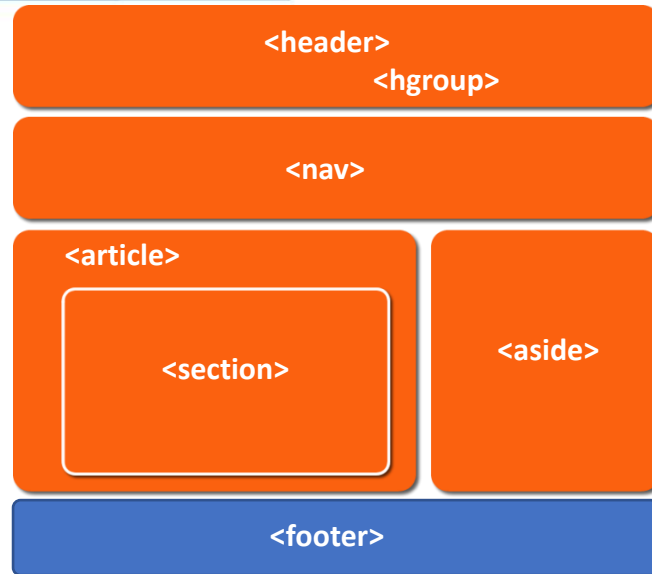 <header>
<hgroup>
<nav>
<article>
<section>
<aside>
<footer>